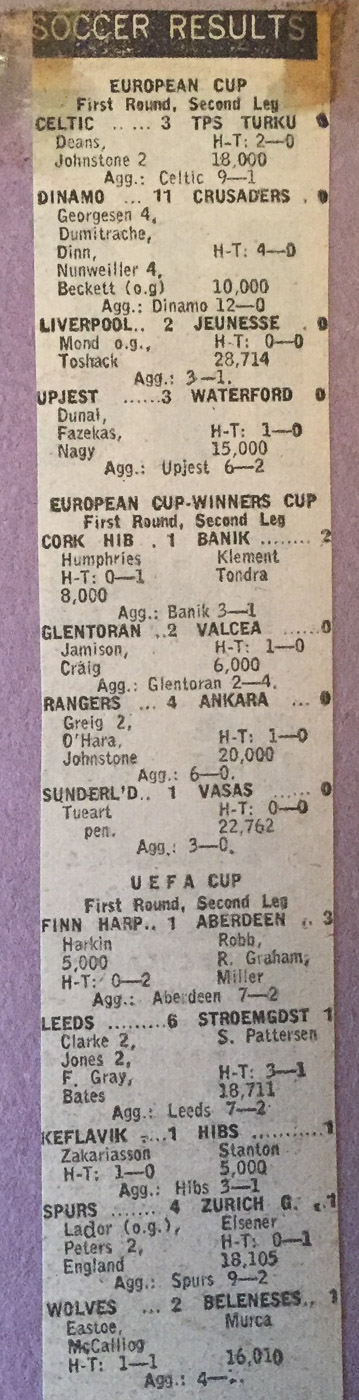 SOCCER RESULTS
EUROPEAN CUP
First Round, Second Leg
CELTIC .. ... 3 TPS TURKU 0
Deans, H-T: 2—0
Johnstone 2 18,000
Agg.: Celtic 9—1
DINAMO ... 11 CRUSADERS . 0
Georgesen 4,
Dumitrache,
Dinn, H-T: 4—0
Nunweiller 4,
Beckett (o.g) 10,000
Agg.: Dinamo 12—0
LIVERPOOL.. 2 JEUNESSE . 0
Mond o.g., H-T: 0—0
Toshack 28,714
Agg.: 3—1.
UPJEST ......3 WATERFORD 0
Dunai,
Fazekas, H-T: 1—0
Nagy 15,000
Agg.: Upjest 6—2
EUROPEAN CUP-WINNERS CUP
First Round, Second Leg
CORK HIB . 1 BANIK ........ 2
Humphries Klement
H-T: 0—1 Tondra
8,000
Agg.: Banik 3—1
GLENTORAN ..2 VALCEA ......0
Jamison, H-T: 1—0
Craig 6,000
Agg.: Glentoran 2—4.
RANGERS ... 4 ANKARA ... 0
Greig 2,
O'Hara, H-T: 1—0
Johnstone 20,000
Agg.: 6—0.
SUNDERL'D.. 1 VASAS ...... 0
Tueart H-T: 0—0
pen. 22,762
Agg.: 3—0.
UEFA CUP
First Round, Second Leg
FINN HARP.. 1 ABERDEEN .. 3
Harkin Robb,
5,000 R. Graham,
H-T: 0—2 Miller
Agg.: Aberdeen 7—2
LEEDS .........6 STROEMGDST 1
Clarke 2, S. Pattersen
Jones 2,
F. Gray, H-T: 3—1
Bates 18,711
Agg.: Leeds 7—2
KEFLAVIK ...1 HIBS ...........1
Zakariasson Stanton
H-T: 1—0 5,000
Agg.: Hibs 3—1
SPURS ....... 4 ZURICH G. ..1
Lador (o.g.), Elsener
Peters 2, H-T: 0—1
England 18,105
Agg.: Spurs 9—2
WOLVES ... 2 BELENESES.. 1
Eastoe, Murca
McCalliog
H-T: 1—1 16,010
Agg.: 4—